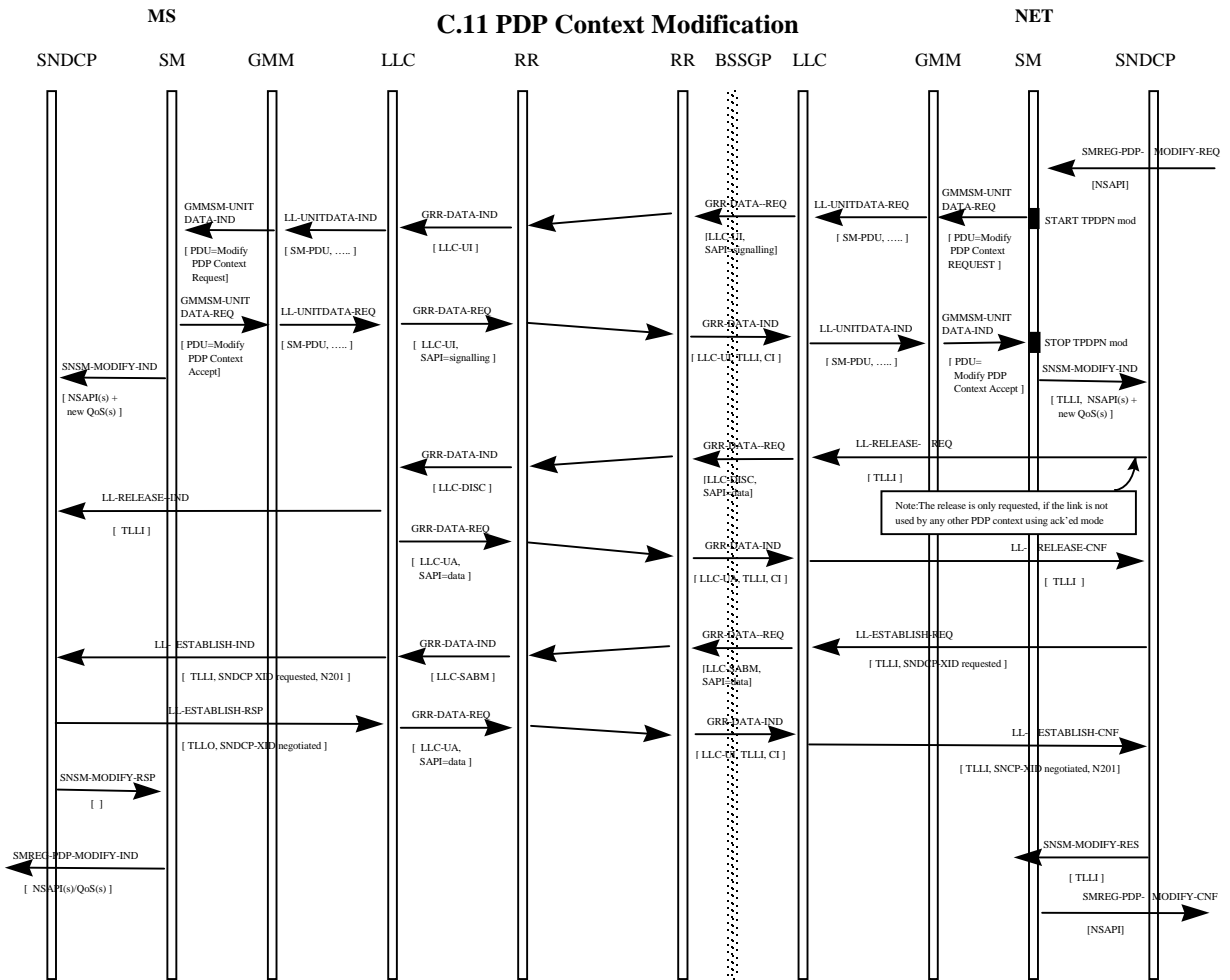 MS
C.11 PDP Context Modification
NET
SNDCP SM GMM LLC RR RR BSSGP LLC GMM SM SNDCP
SMREG-PDP- MODIFY-REQ
[NSAPI]
GMMSM-UNIT
DATA-IND
LL-UNITDATA-IND
GRR-DATA-IND
GRR-DATA--REQ
LL-UNITDATA-REQ
GMMSM-UNIT
DATA-REQ
START TPDPN mod
[ PDU=Modify
PDP Context
Request]
[ SM-PDU, ….. ]
[ LLC-UI ]
[LLC-UI,
SAPI=signalling]
[ SM-PDU, ….. ]
[ PDU=Modify
PDP Context
REQUEST ]
GMMSM-UNIT
DATA-REQ
LL-UNITDATA-REQ
GRR-DATA-REQ
GRR-DATA-IND
LL-UNITDATA-IND
GMMSM-UNIT
DATA-IND
STOP TPDPN mod
[ PDU=Modify
PDP Context
Accept]
[ SM-PDU, ….. ]
[ LLC-UI,
SAPI=signalling ]
[ LLC-UI, TLLI, CI ]
[ SM-PDU, ….. ]
[ PDU=
Modify PDP
Context Accept ]
SNSM-MODIFY-IND
[ NSAPI(s) +
new QoS(s) ]
SNSM-MODIFY-IND
[ TLLI, NSAPI(s) +
new QoS(s) ]
GRR-DATA-IND
GRR-DATA--REQ
LL-RELEASE- REQ
[ LLC-DISC ]
[LLC-DISC,
SAPI=data]
[ TLLI ]
LL-RELEASE--IND
[ TLLI ]
Note:The release is only requested, if the link is not
used by any other PDP context using ack'ed mode
GRR-DATA-REQ
GRR-DATA-IND
LL- RELEASE-CNF
[ LLC-UA,
SAPI=data ]
[ LLC-UA, TLLI, CI ]
[ TLLI ]
LL- ESTABLISH-IND
GRR-DATA-IND
GRR-DATA--REQ
LL-ESTABLISH-REQ
[ TLLI, SNDCP XID requested, N201 ]
[ LLC-SABM ]
[LLC-SABM,
SAPI=data]
[ TLLI, SNDCP-XID requested ]
LL-ESTABLISH-RSP
GRR-DATA-REQ
GRR-DATA-IND
LL- ESTABLISH-CNF
[ TLLO, SNDCP-XID negotiated ]
[ LLC-UA,
SAPI=data ]
[ LLC-UI, TLLI, CI ]
[ TLLI, SNCP-XID negotiated, N201]
SNSM-MODIFY-RSP
[ ]
SMREG-PDP-MODIFY-IND
[ NSAPI(s)/QoS(s) ]
SNSM-MODIFY-RES
[ TLLI ]
SMREG-PDP- MODIFY-CNF
[NSAPI]